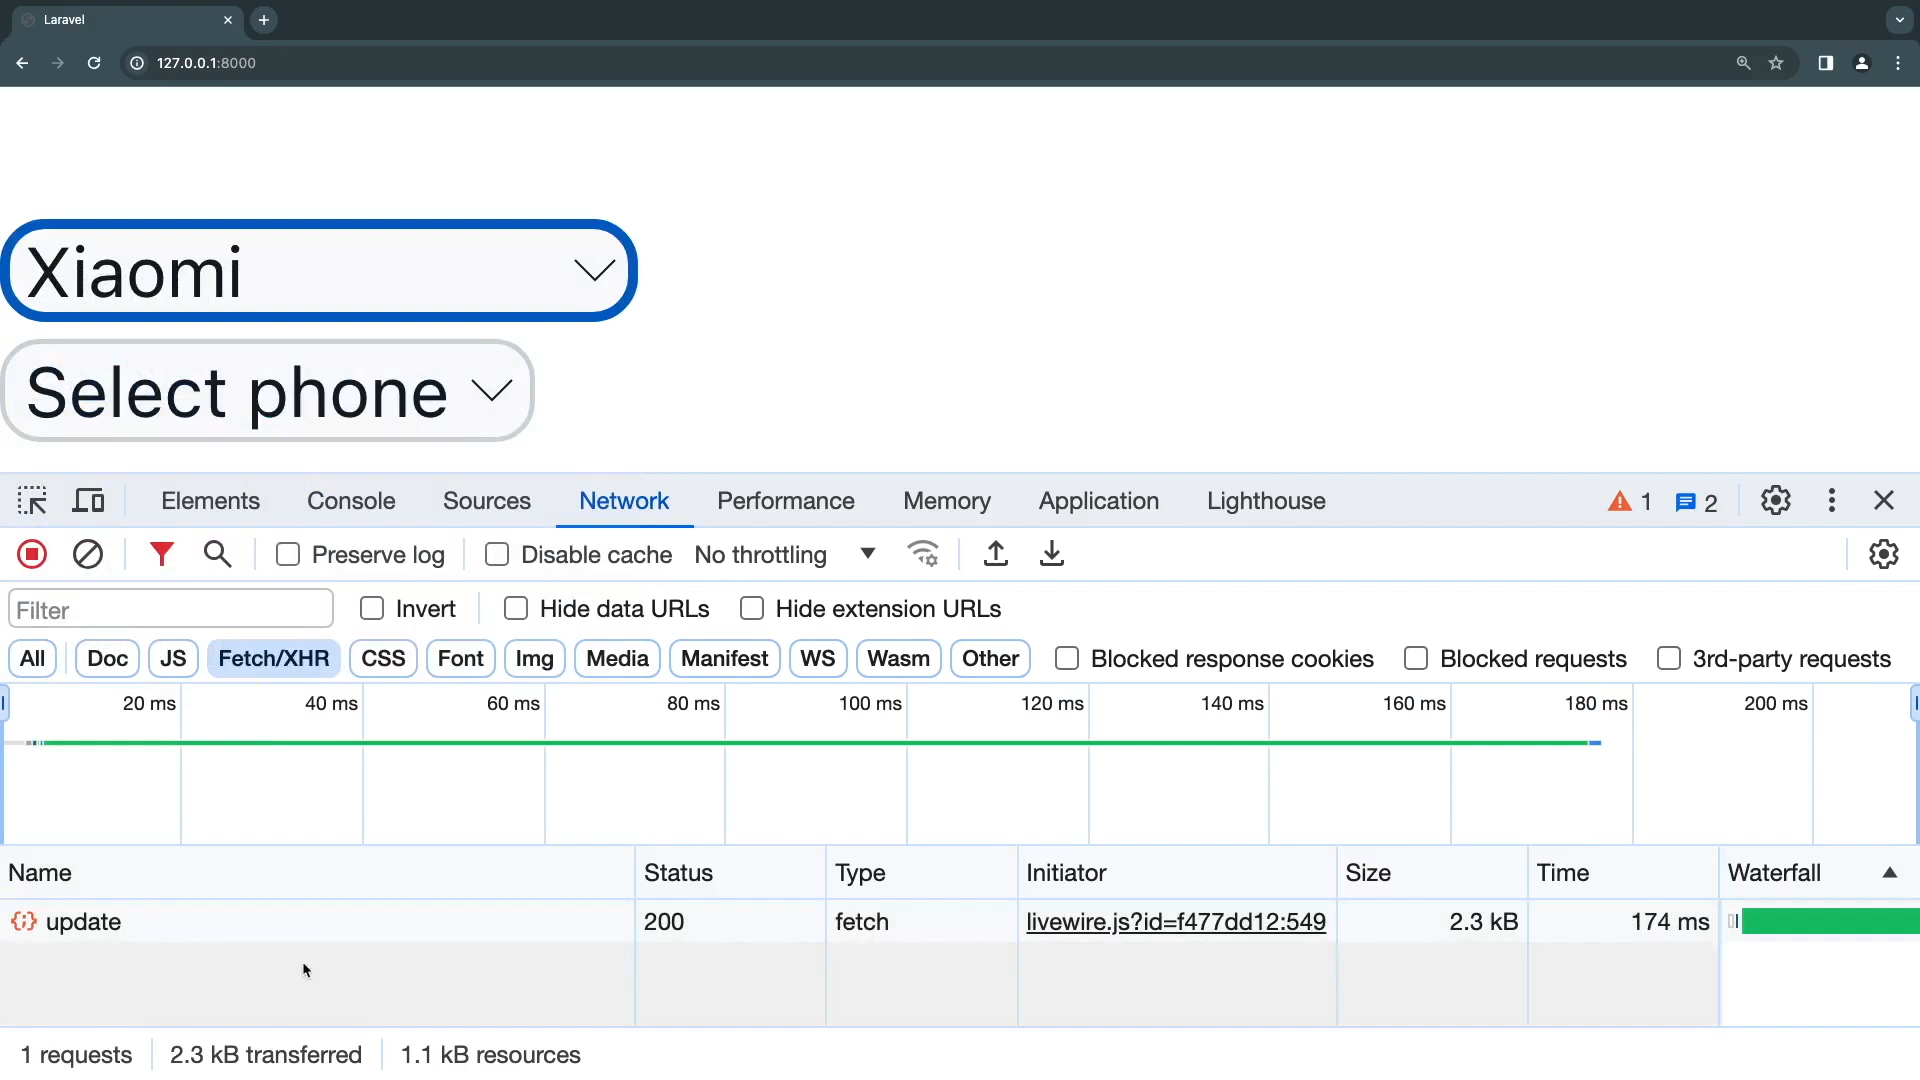 Laravel
127.0.0.1:8000
Xiaomi
Select phone
Elements Console Sources Network Performance Memory Application Lighthouse 1 2
Preserve log Disable cache No throttling
Filter Invert Hide data URLs Hide extension URLs
All Doc JS Fetch/XHR CSS Font Img Media Manifest WS Wasm Other Blocked response cookies Blocked requests 3rd-party requests
20 ms 40 ms 60 ms 80 ms 100 ms 120 ms 140 ms 160 ms 180 ms 200 ms
Name Status Type Initiator Size Time Waterfall
update 200 fetch livewire.js?id=f477dd12:549 2.3 kB 174 ms
1 requests 2.3 kB transferred 1.1 kB resources